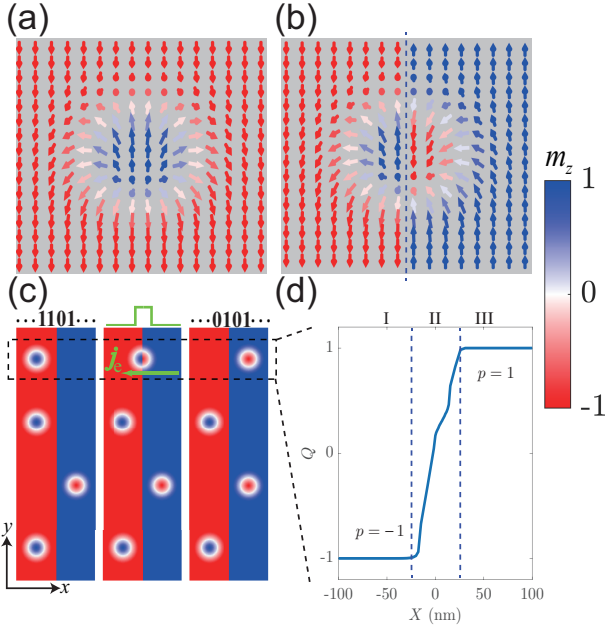 (a)
(b)
m_z
1
0
-1
(c)
···1101···
···0101···
j_e
y
x
(d)
I II III
1
0
-1
Q
p = 1
p = −1
-100 -50 0 50 100
X (nm)